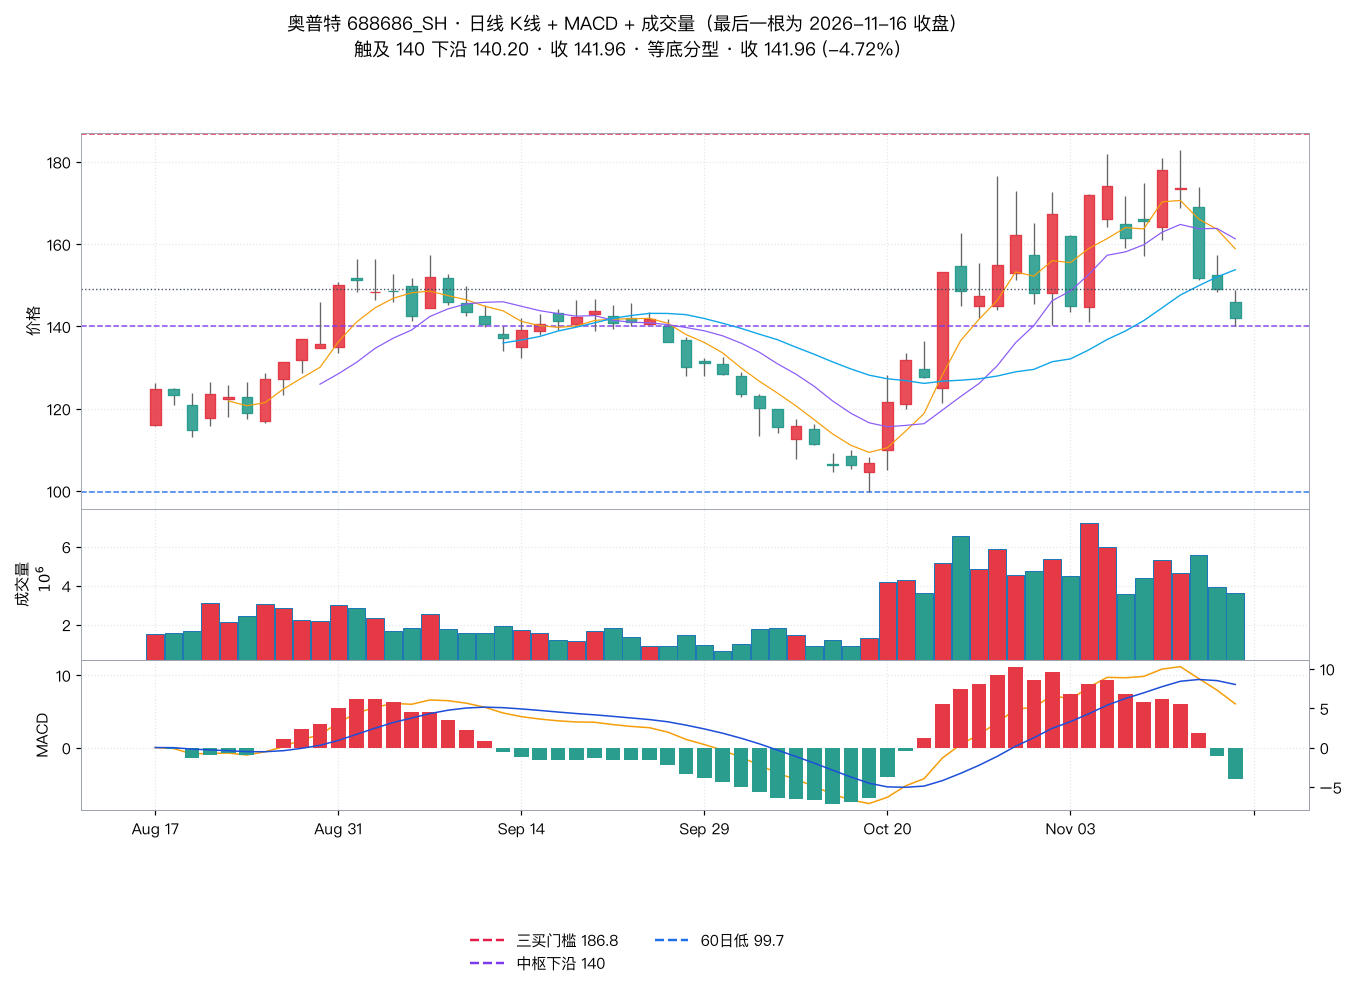 奥普特 688686_SH · 日线 K线 + MACD + 成交量（最后一根为 2026-11-16 收盘）
触及 140 下沿 140.20 · 收 141.96 · 等底分型 · 收 141.96 (−4.72%)
价格
180
160
140
120
100
成交量
10⁶
6
4
2
MACD
10
0
10
5
0
−5
Aug 17
Aug 31
Sep 14
Sep 29
Oct 20
Nov 03
三买门槛 186.8
60日低 99.7
中枢下沿 140